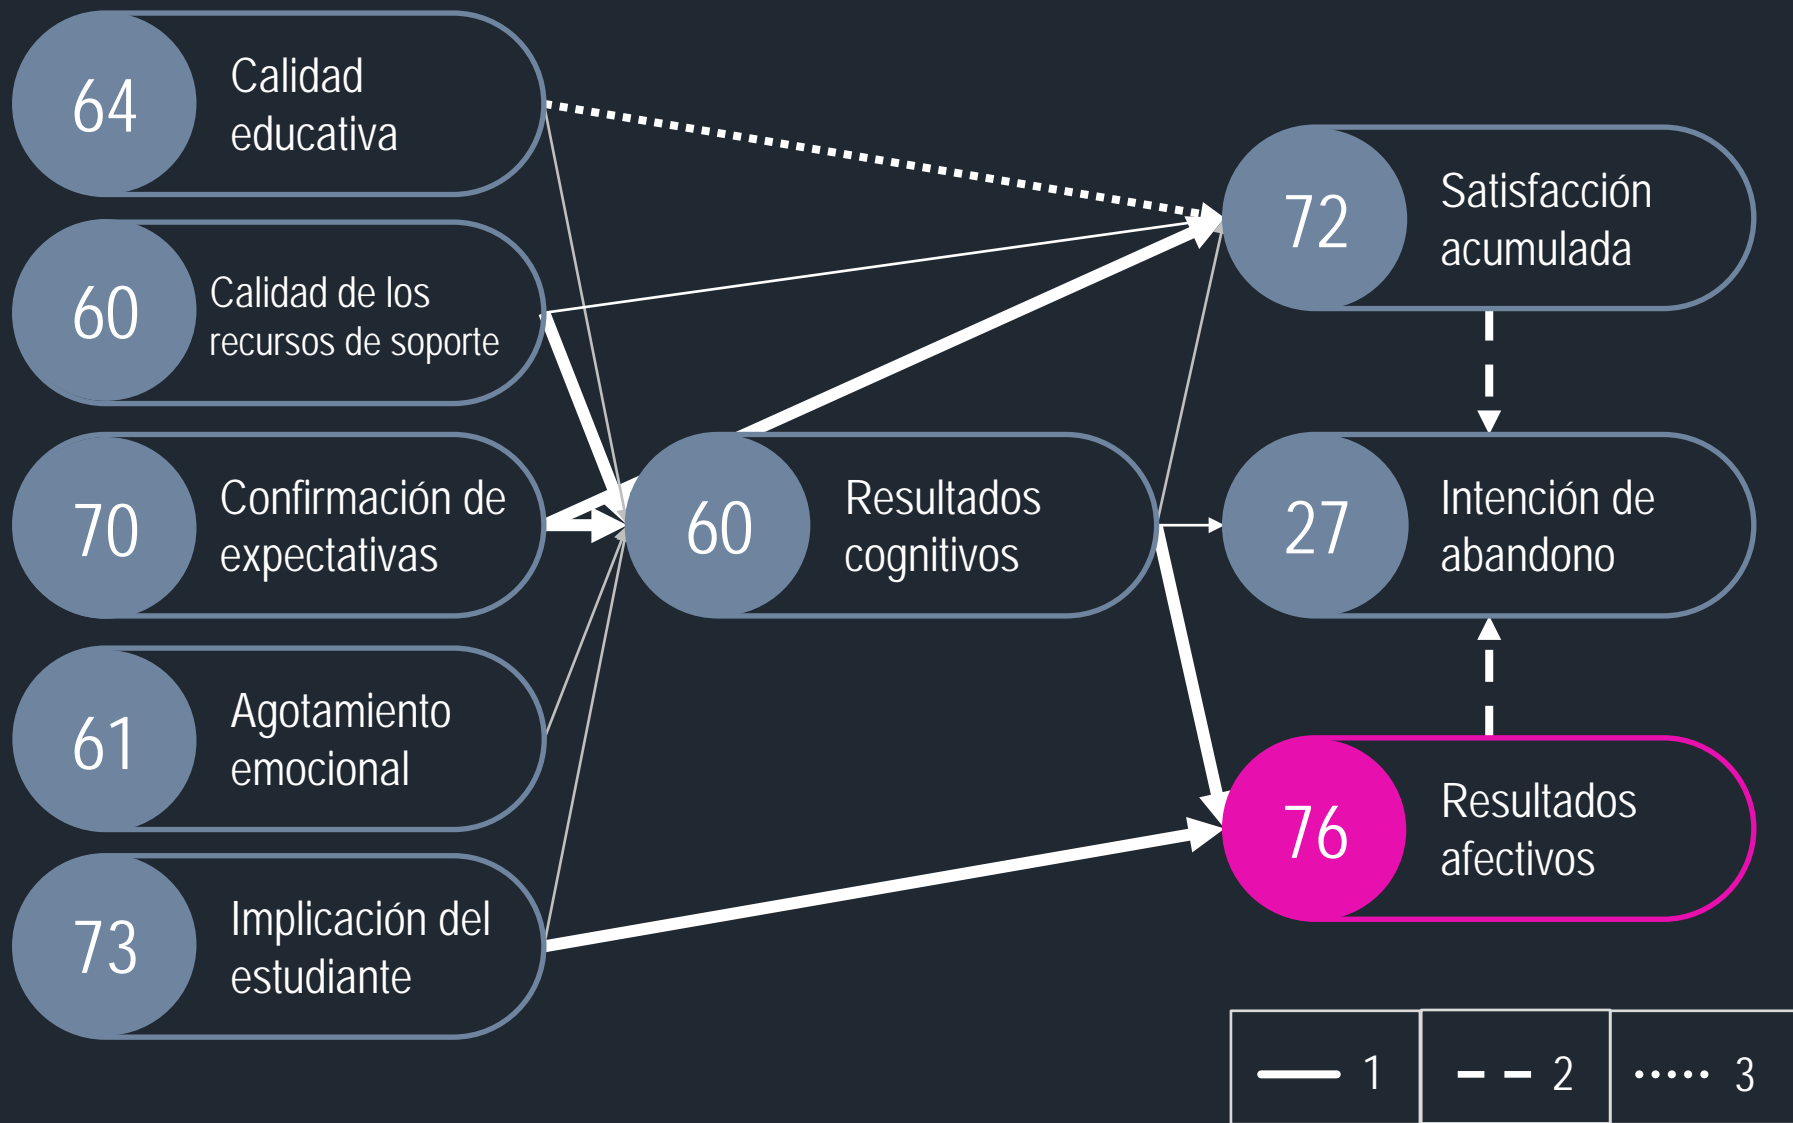 64
Calidad
educativa
60
Calidad de los
recursos de soporte
70
Confirmación de
expectativas
61
Agotamiento
emocional
73
Implicación del
estudiante
60
Resultados
cognitivos
72
Satisfacción
acumulada
27
Intención de
abandono
76
Resultados
afectivos
1
2
3